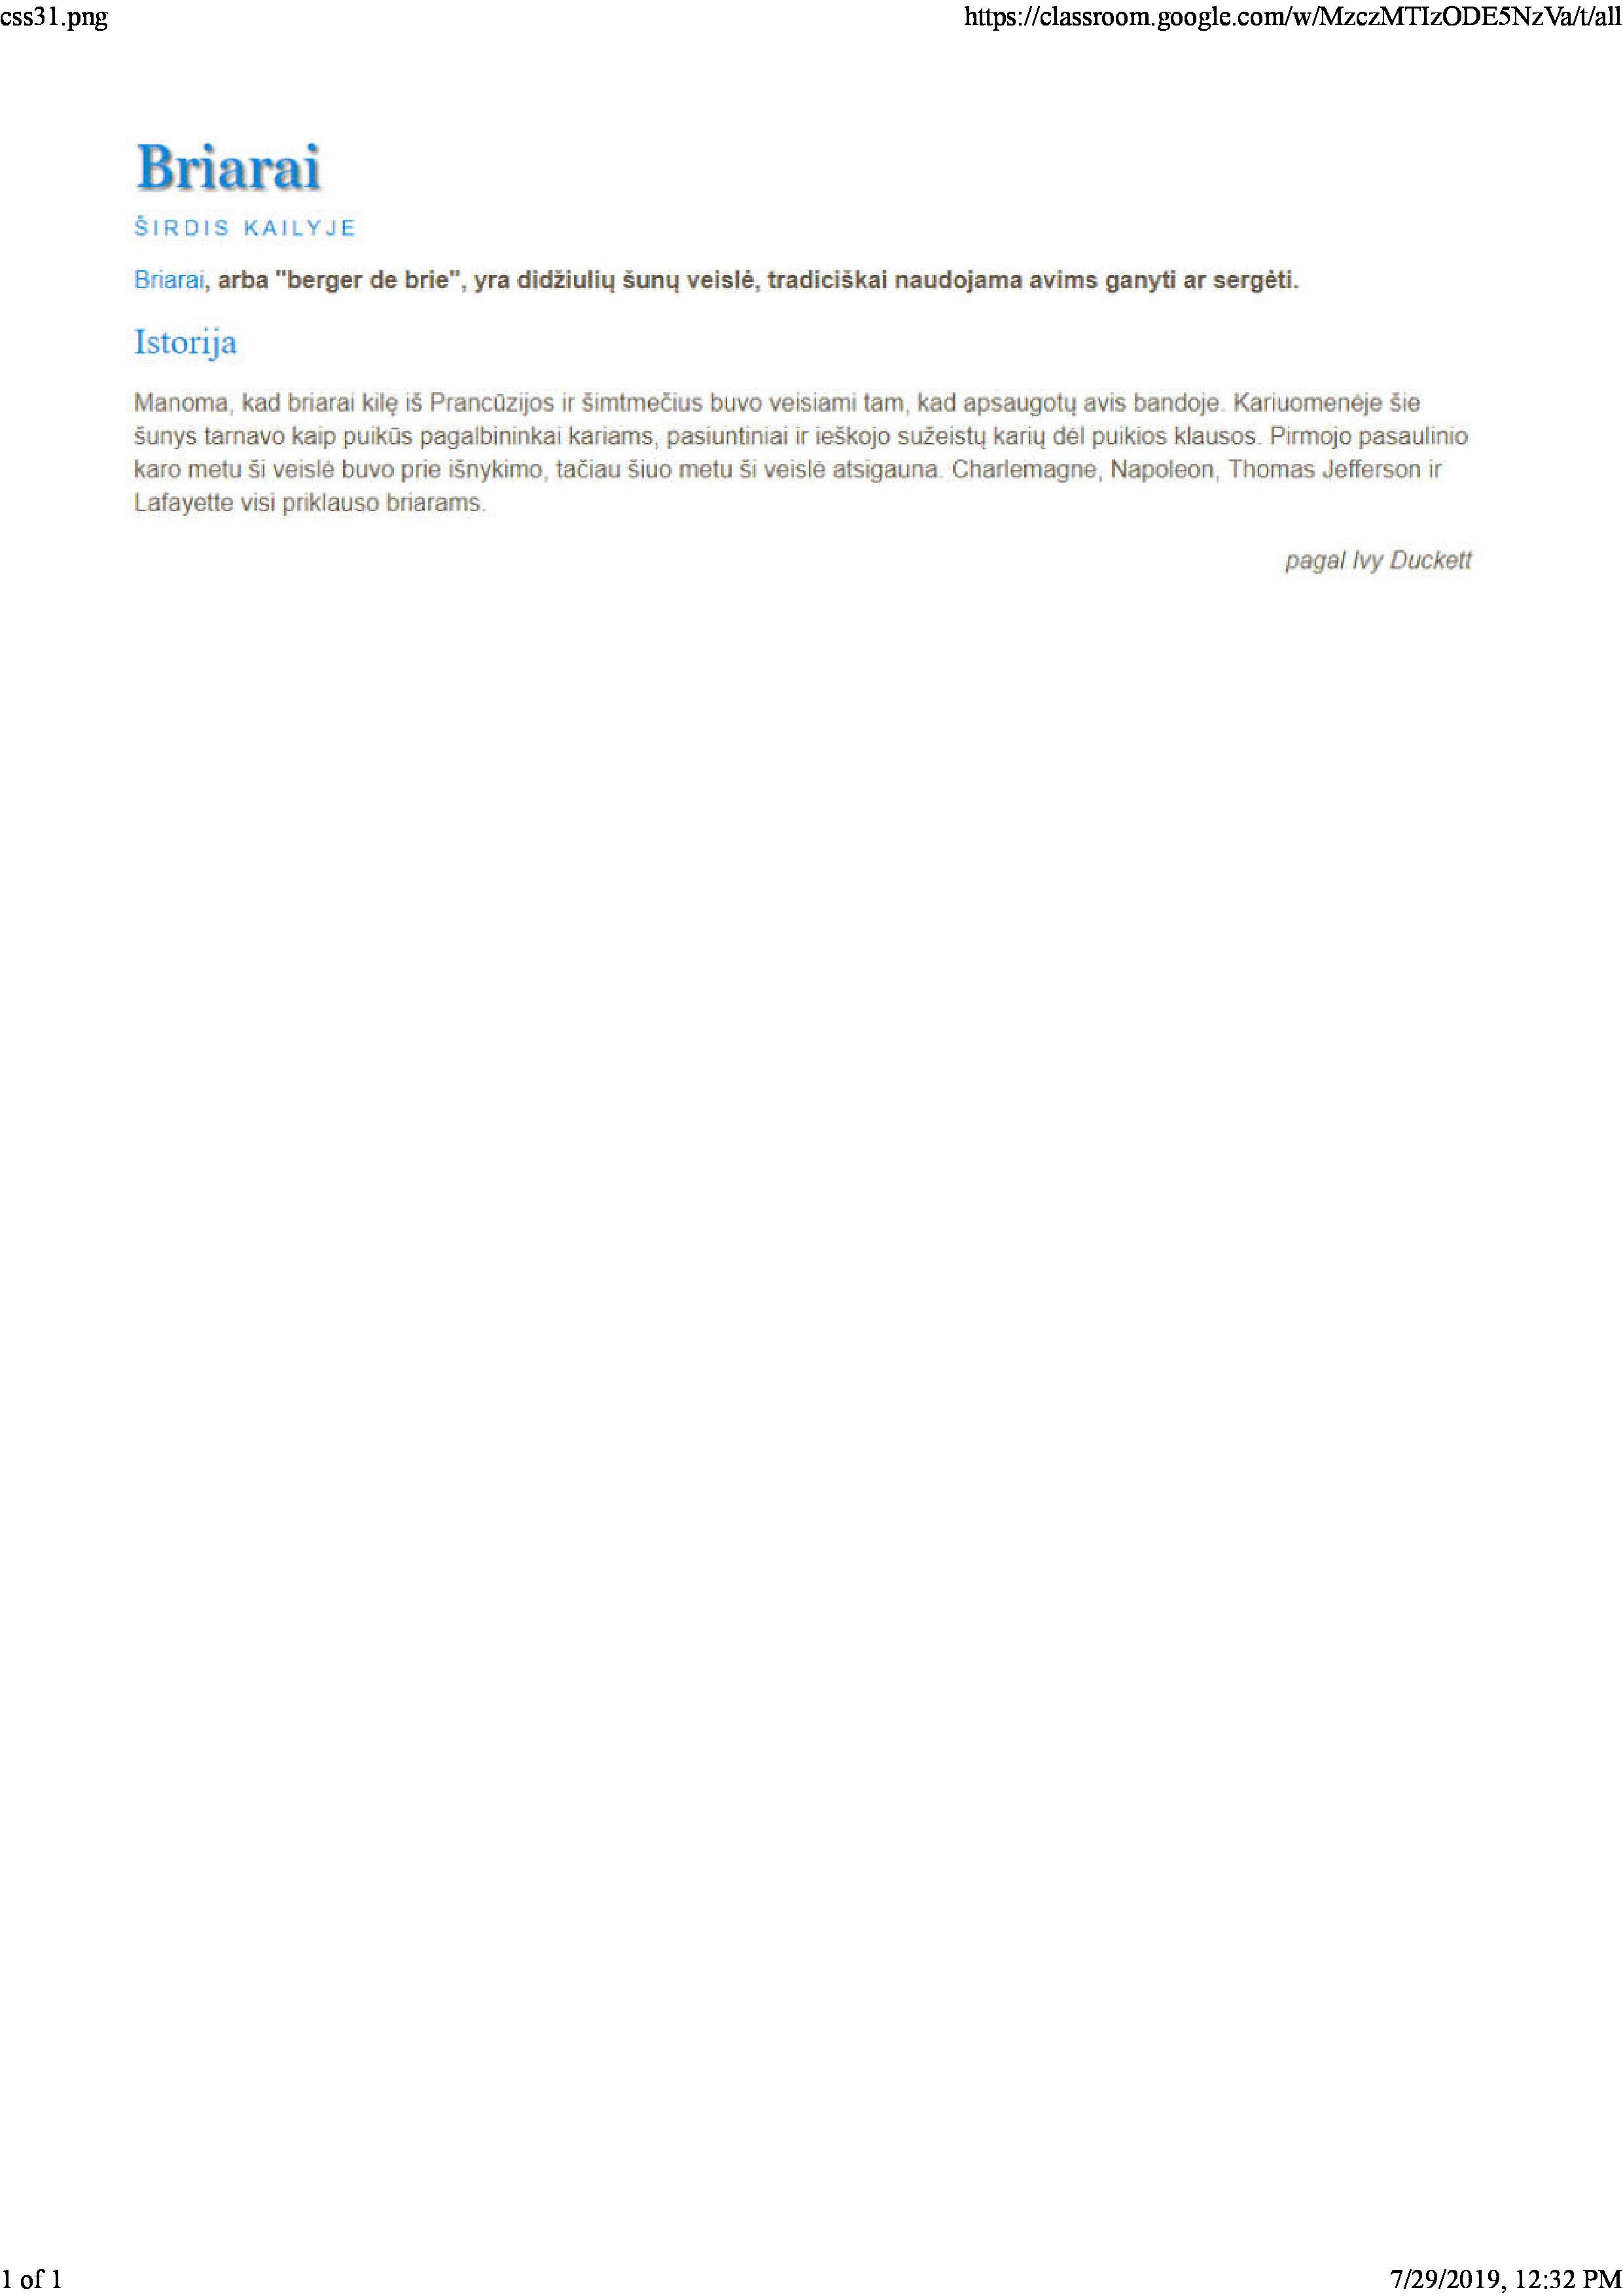 css31.png https://classroom.google.com/w/MzczMTIzODE5NzVa/t/all
Briarai
ŠIRDIS KAILYJE
Briarai, arba "berger de brie", yra didžiulių šunų veislė, tradiciškai naudojama avims ganyti ar sergėti.
Istorija
Manoma, kad briarai kilę iš Prancūzijos ir šimtmečius buvo veisiami tam, kad apsaugotų avis bandoje. Kariuomenėje šie
šunys tarnavo kaip puikūs pagalbininkai kariams, pasiuntiniai ir ieškojo sužeistų karių dėl puikios klausos. Pirmojo pasaulinio
karo metu ši veislė buvo prie išnykimo, tačiau šiuo metu ši veislė atsigauna. Charlemagne, Napoleon, Thomas Jefferson ir
Lafayette visi priklauso briarams.
pagal Ivy Duckett
1 of 1 7/29/2019, 12:32 PM